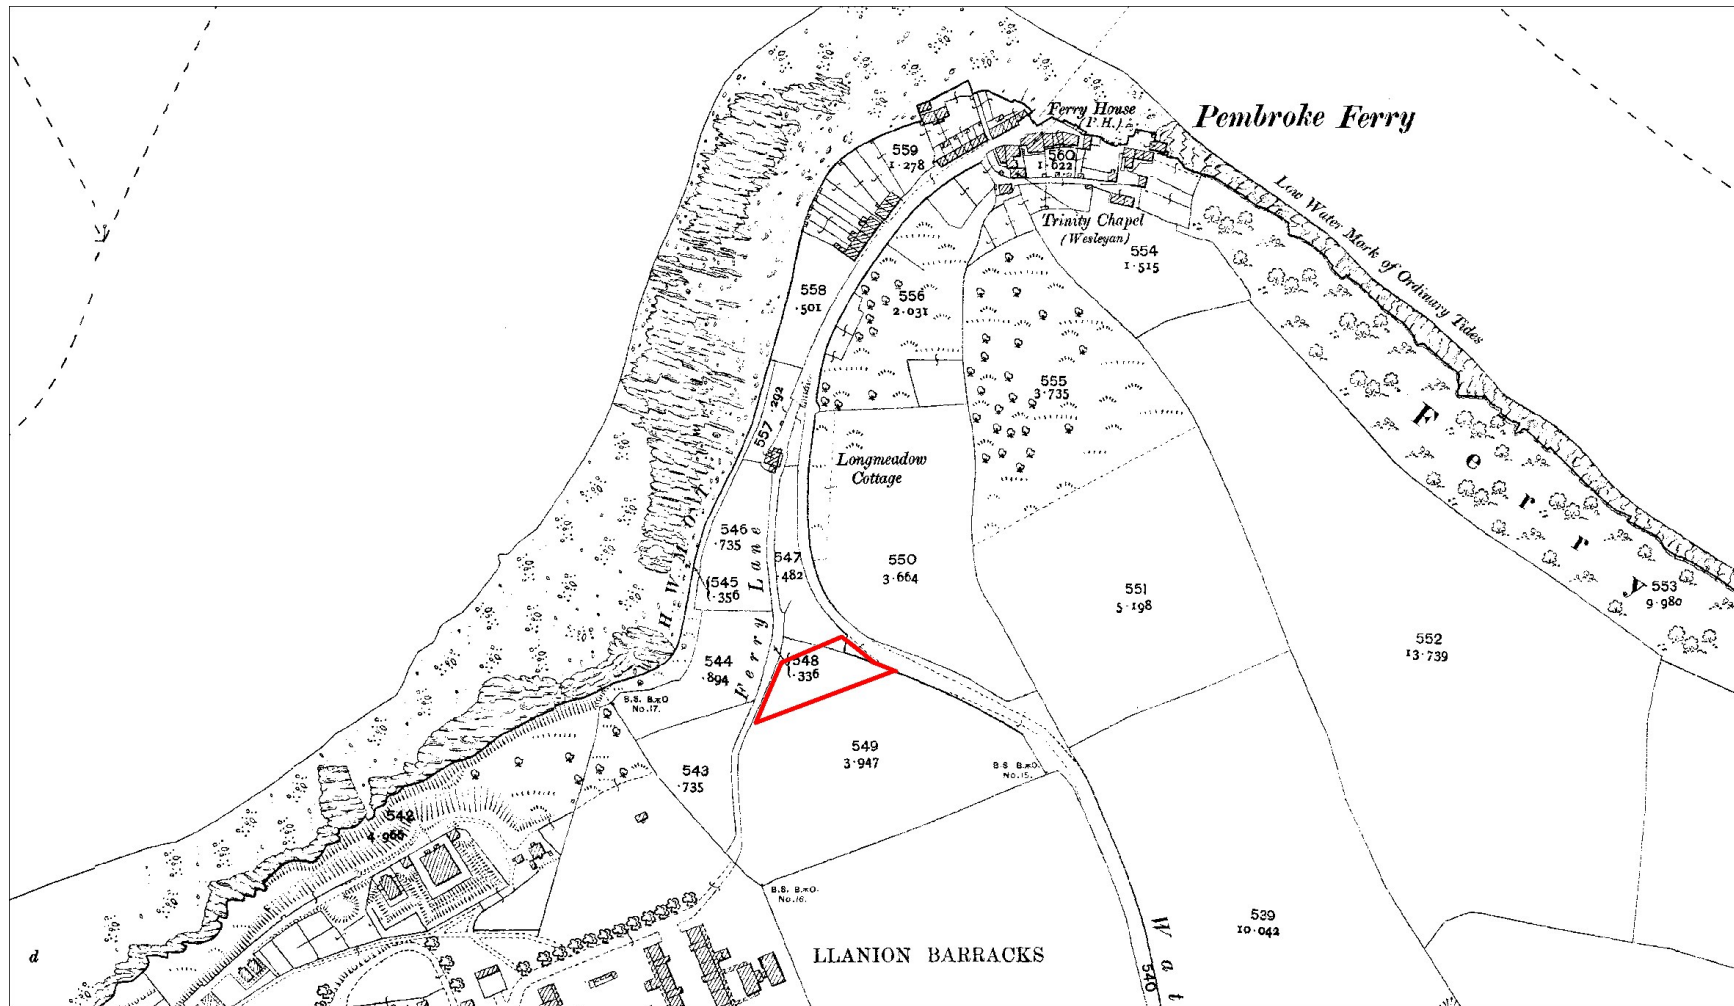 Pembroke Ferry
Ferry House
(P.H.)
559
1·278
560
1·622
Trinity Chapel
(Wesleyan)
554
1·515
Low Water Mark of Ordinary Tides
558
·501
556
2·031
555
3·735
557
·292
Longmeadow
Cottage
Ferry
H.W.M.O.S.T.
546
·735
Ferry Lane
547
·482
550
3·664
545
·356
551
5·198
553
9·980
552
13·739
544
·894
548
·336
B.S. B.&O.
No.17.
549
3·947
543
·735
B.S. B.&O.
No.15.
542
4·966
B.S. B.&O.
No.16.
539
10·042
d
LLANION BARRACKS
Wat
540